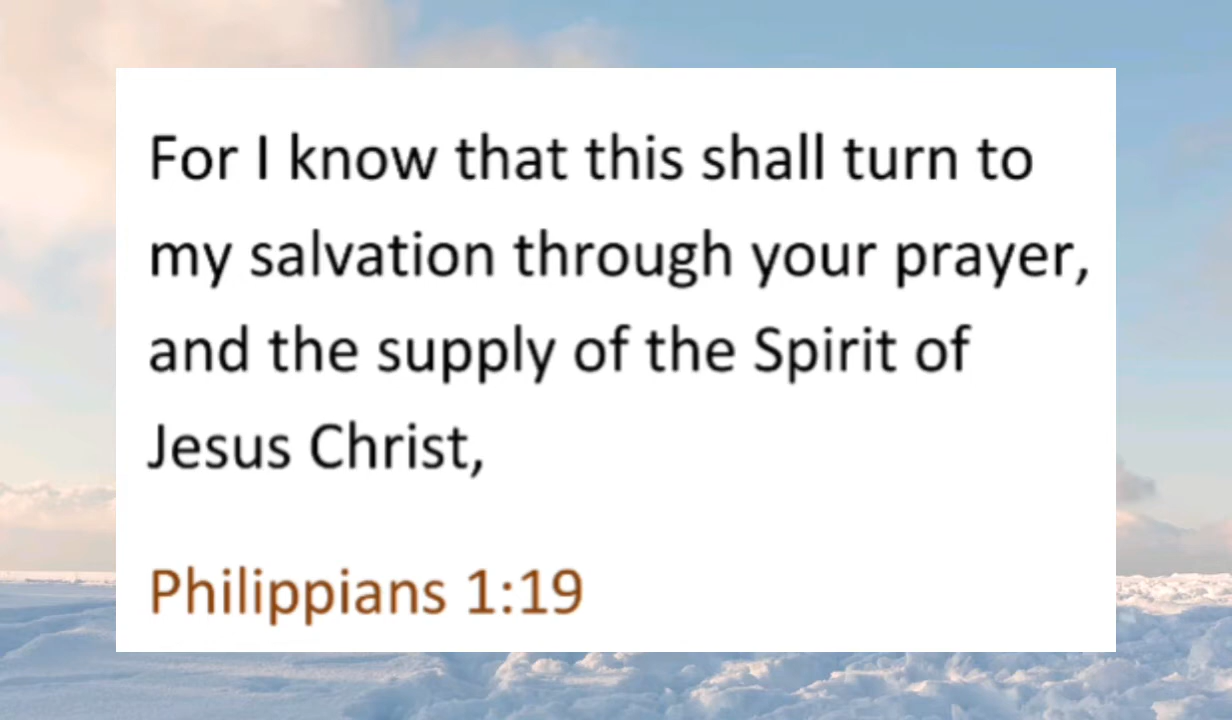 For I know that this shall turn to
my salvation through your prayer,
and the supply of the Spirit of
Jesus Christ,
Philippians 1:19